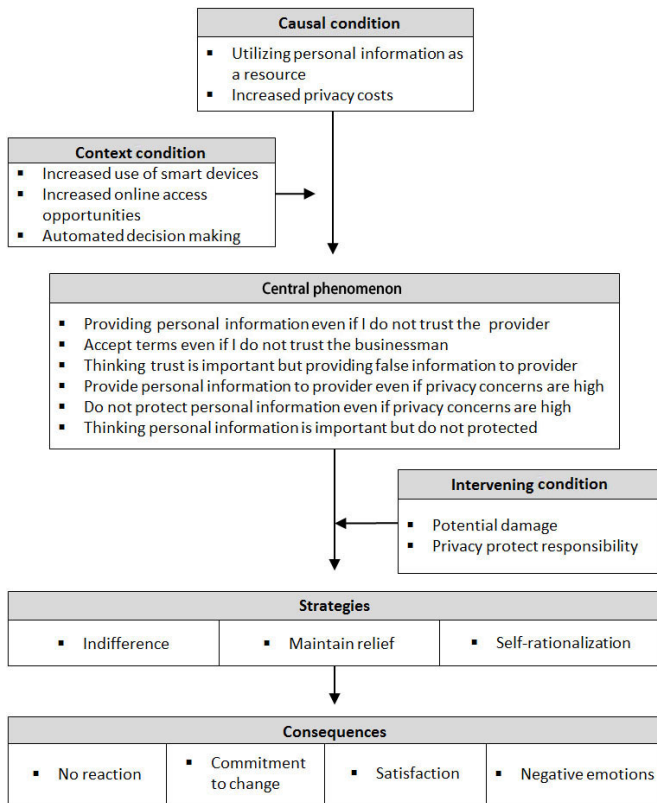 Causal condition
▪ Utilizing personal information as
a resource
▪ Increased privacy costs
Context condition
▪ Increased use of smart devices
▪ Increased online access
opportunities
▪ Automated decision making
Central phenomenon
▪ Providing personal information even if I do not trust the provider
▪ Accept terms even if I do not trust the businessman
▪ Thinking trust is important but providing false information to provider
▪ Provide personal information to provider even if privacy concerns are high
▪ Do not protect personal information even if privacy concerns are high
▪ Thinking personal information is important but do not protected
Intervening condition
▪ Potential damage
▪ Privacy protect responsibility
Strategies
▪ Indifference
▪ Maintain relief
▪ Self-rationalization
Consequences
▪ No reaction
▪ Commitment
to change
▪ Satisfaction
▪ Negative emotions